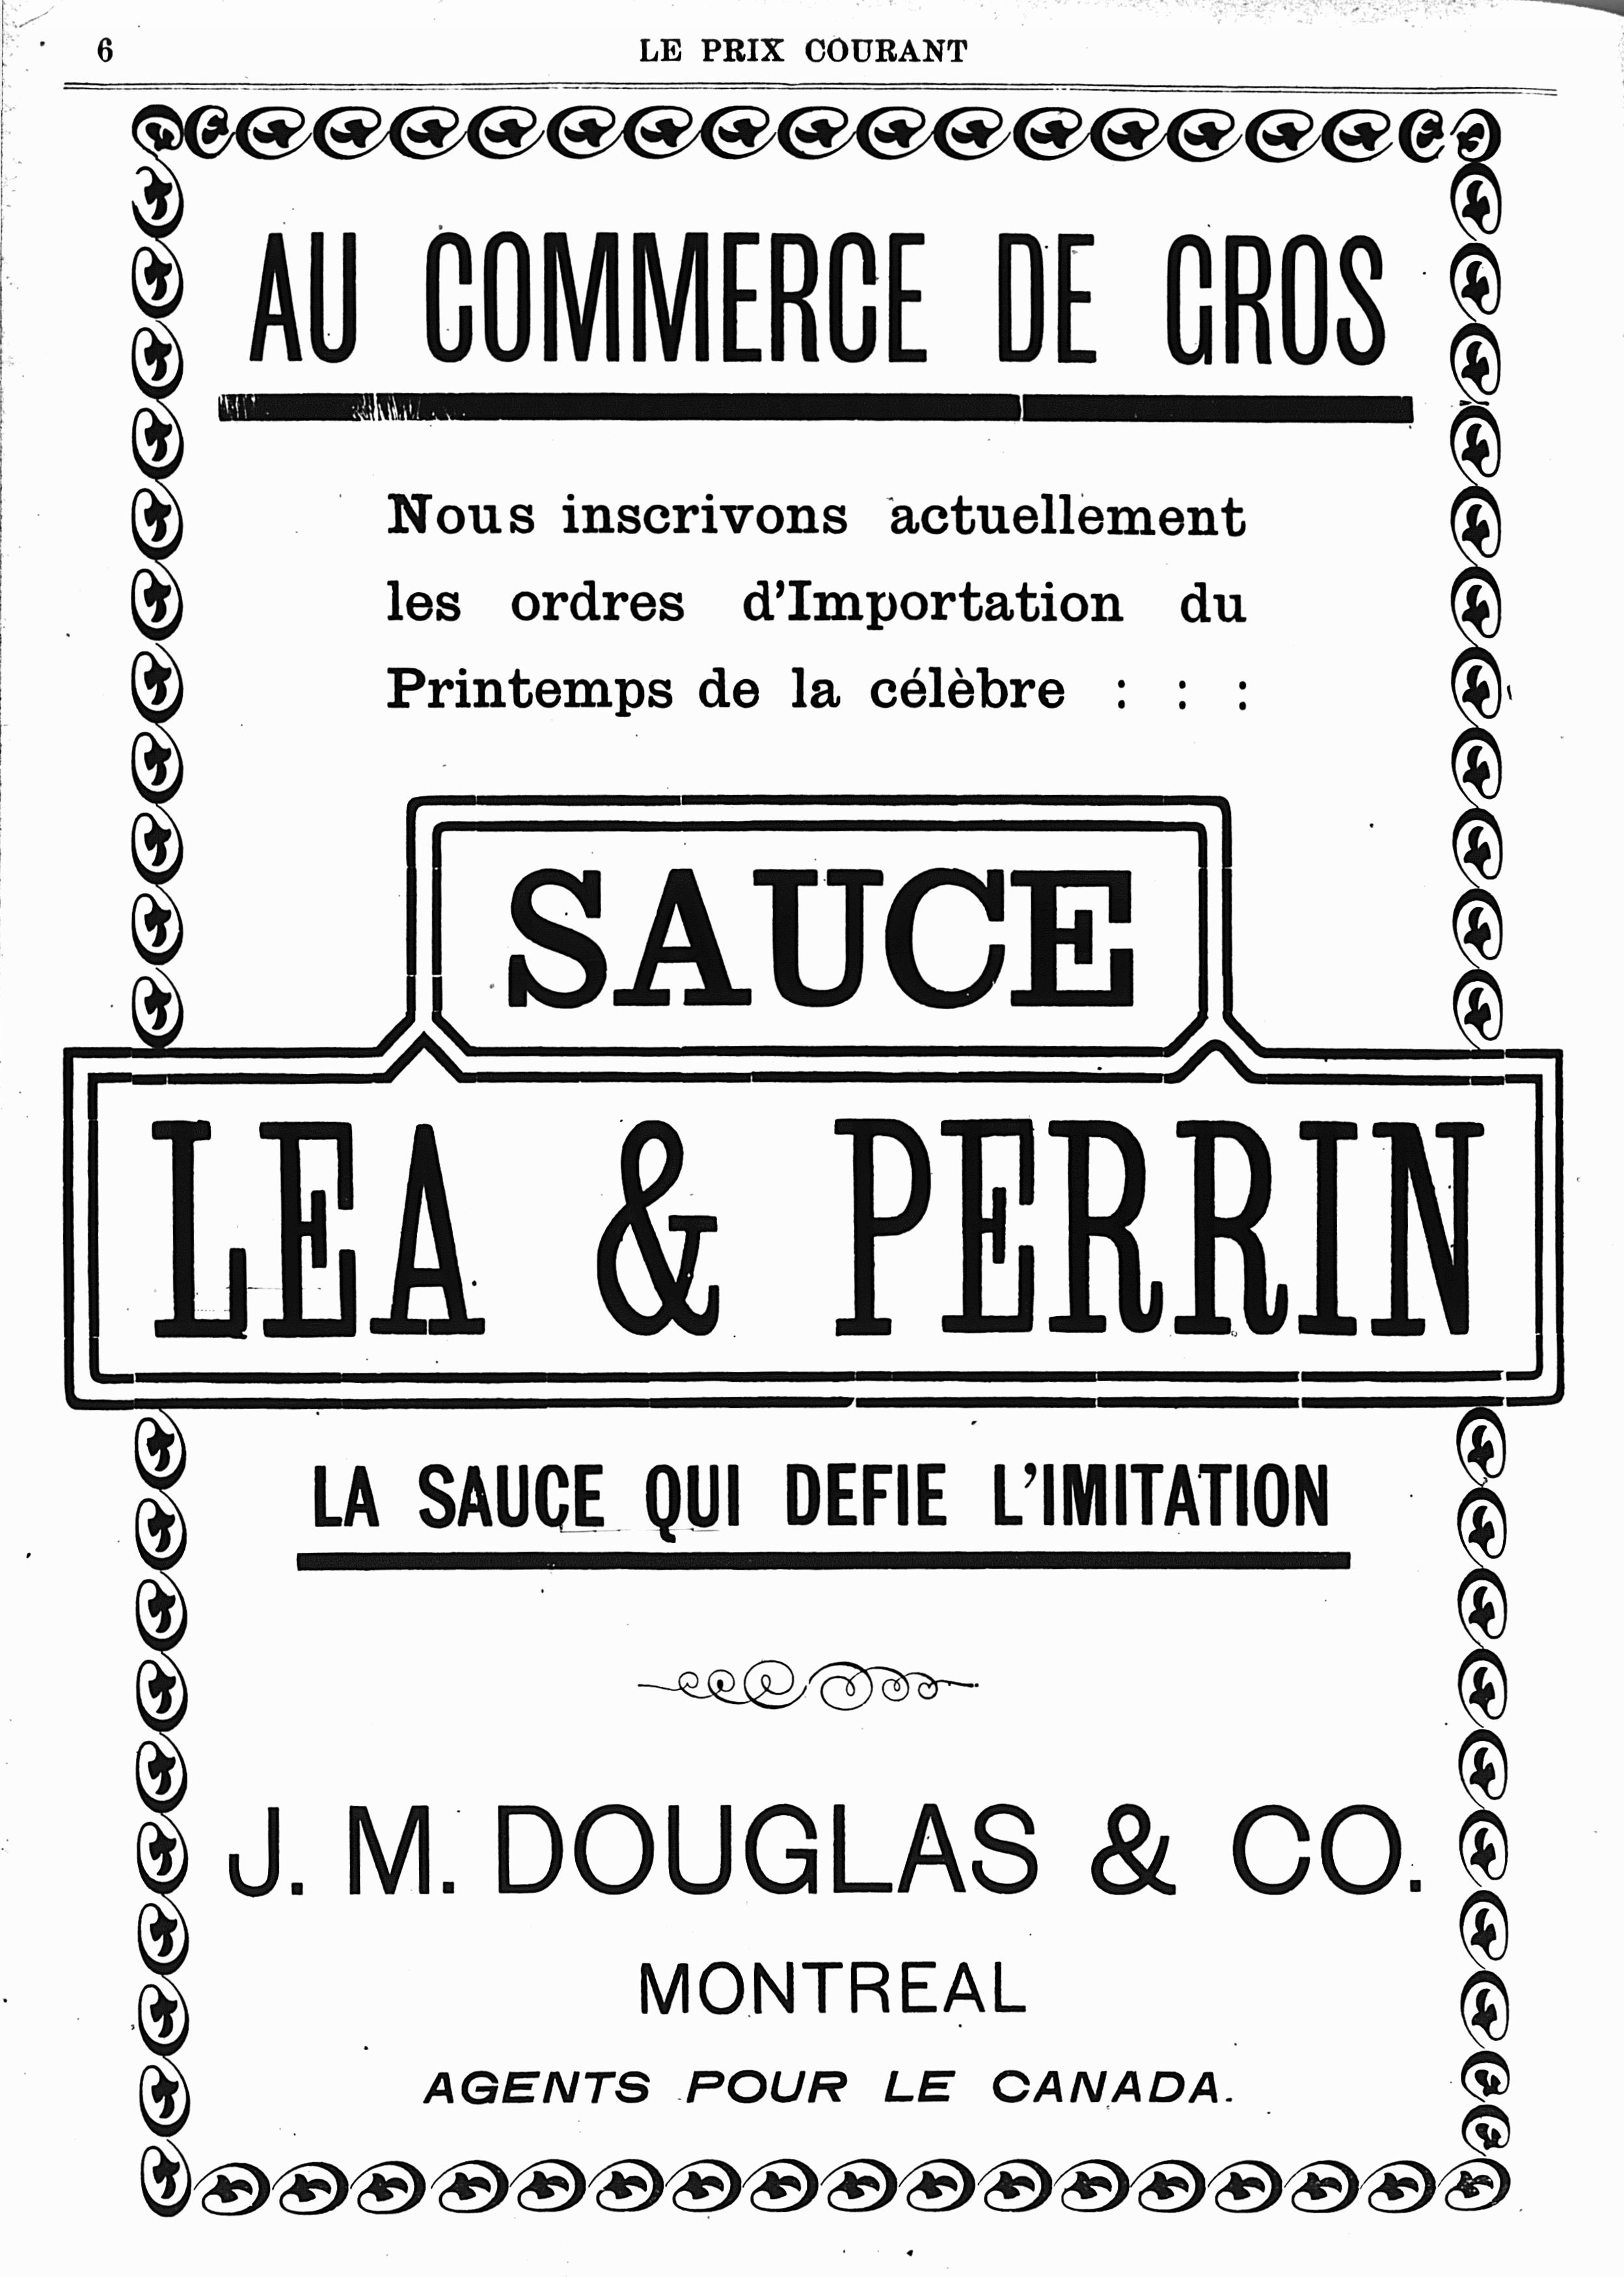 6 LE PRIX COURANT
AU COMMERCE DE GROS
Nous inscrivons actuellement
les ordres d'Importation du
Printemps de la célèbre : : :
SAUCE
LEA & PERRIN
LA SAUCE QUI DEFIE L'IMITATION
J. M. DOUGLAS & CO.
MONTREAL
AGENTS POUR LE CANADA.